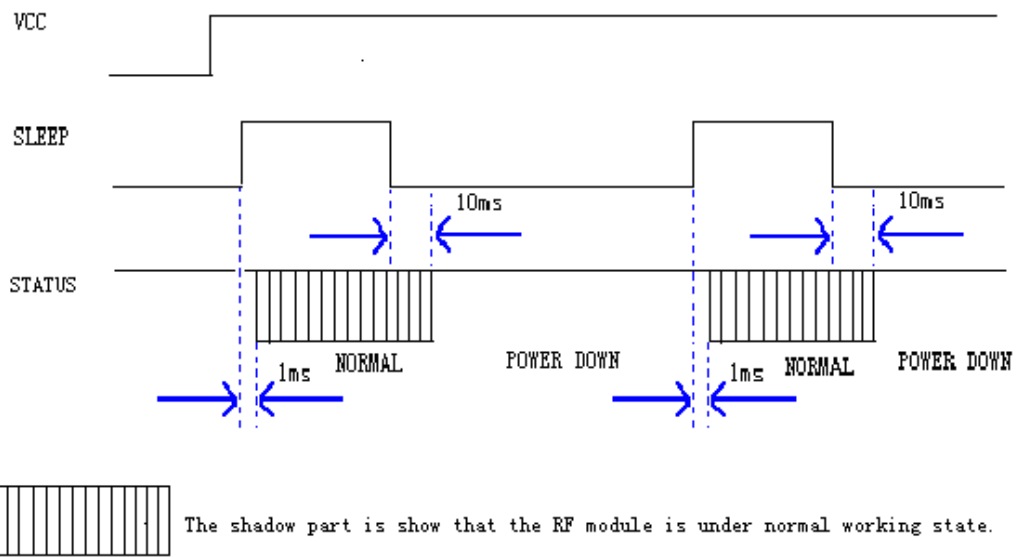 VCC
SLEEP
10ms
10ms
STATUS
1ms
NORMAL
POWER DOWN
1ms
NORMAL
POWER DOWN
The shadow part is show that the RF module is under normal working state.